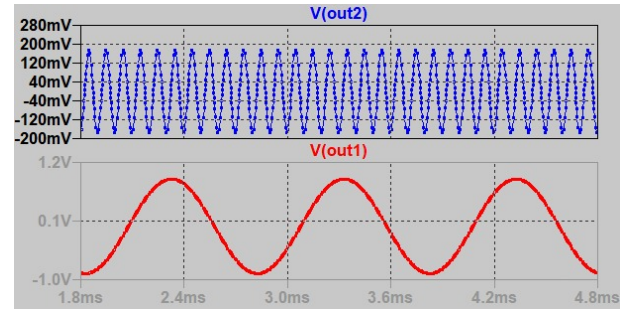 V(out2)
280mV
200mV
120mV
40mV
-40mV
-120mV
-200mV
V(out1)
1.2V
0.1V
-1.0V
1.8ms 2.4ms 3.0ms 3.6ms 4.2ms 4.8ms